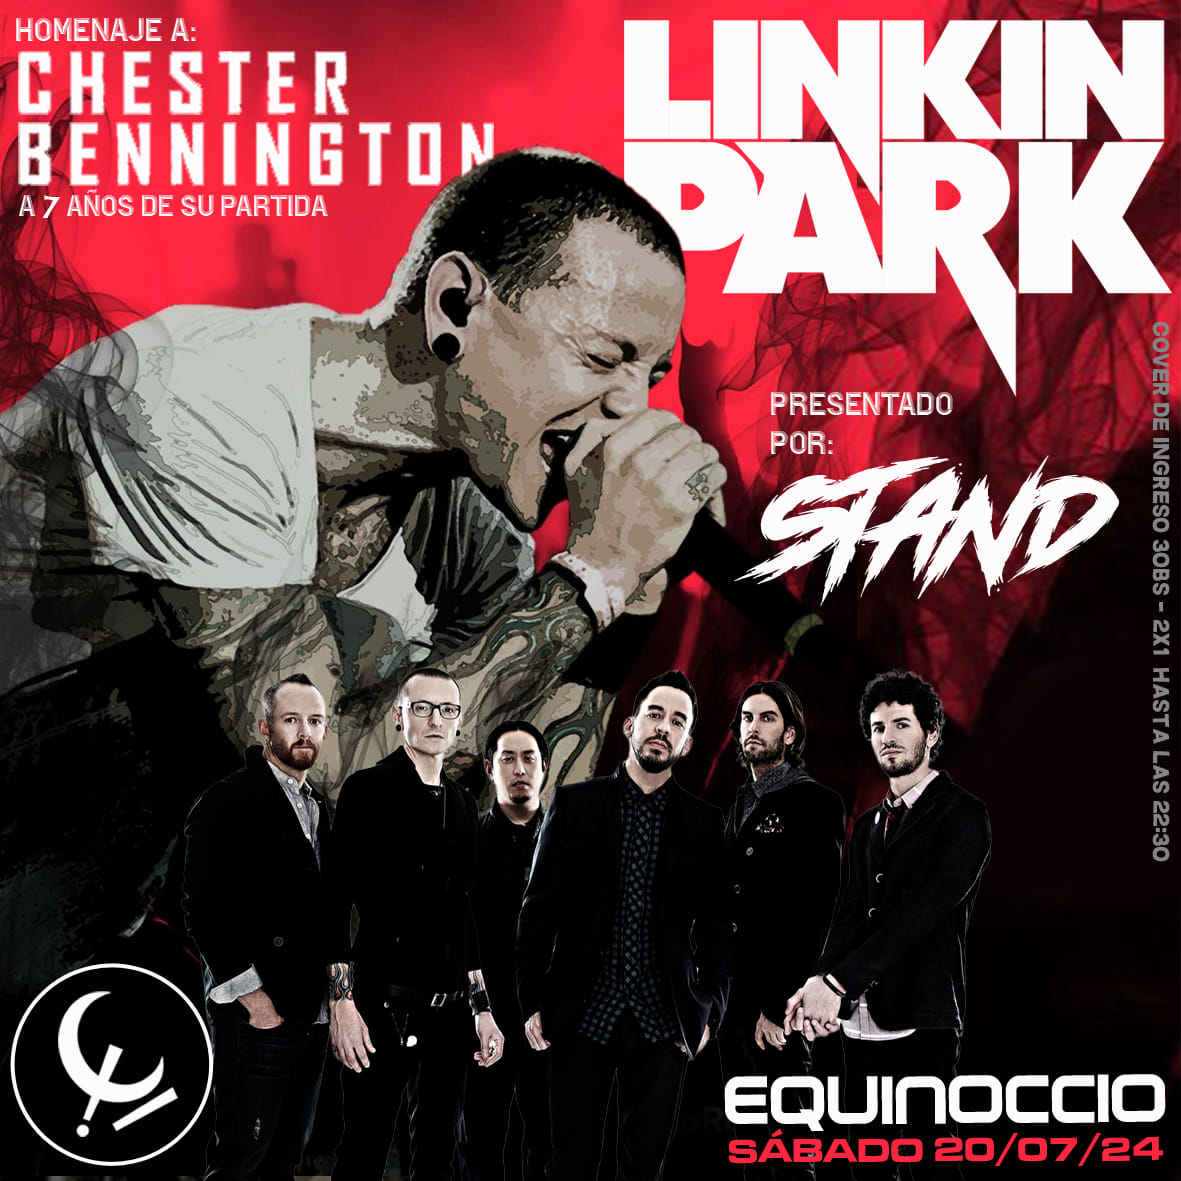 HOMENAJE A:
CHESTER
BENNINGTON
A 7 AÑOS DE SU PARTIDA
LINKIN
PARK
PRESENTADO
POR:
STAND
COVER DE INGRESO 30BS - 2X1 HASTA LAS 22:30
EQUINOCCIO
SÁBADO 20/07/24